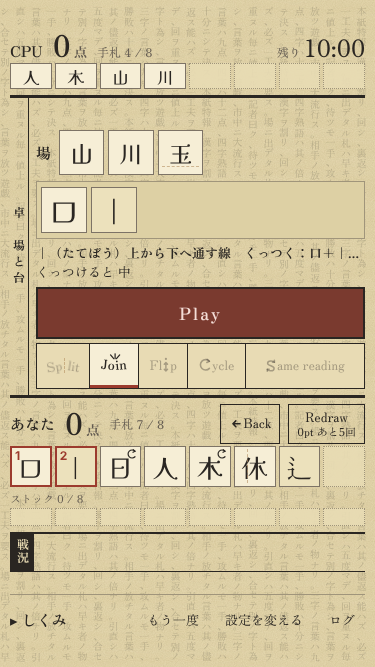 CPU 0点 手札 4 / 8
残り 10:00
人 木 山 川
卓 場と台
場 山 川 玉
口 ｜
｜（たてぼう）上から下へ通す線 くっつく：口＋｜...
くっつけると 中
Play
Split Join Flip Cycle Same reading
あなた 0点 手札 7 / 8
←Back
Redraw
0pt あと5回
1口 2｜ 日 人 木 休 辶
ストック 0 / 8
戦況
▶ しくみ もう一度 設定を変える ログ